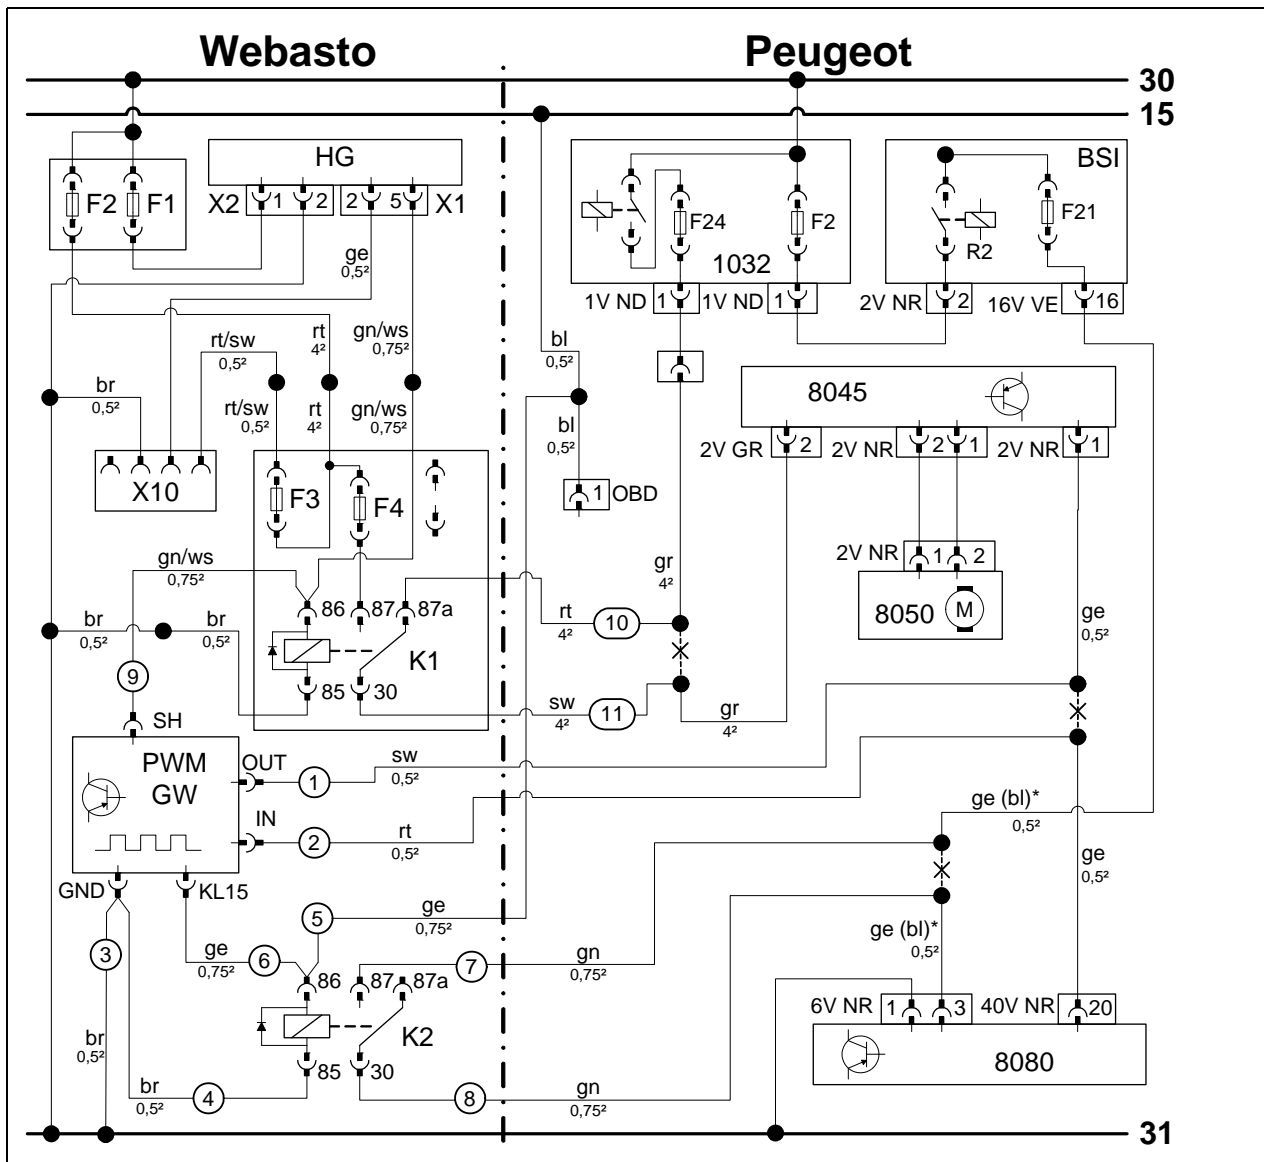 Webasto Peugeot
30
15
HG BSI
F2 F1 X2 1 2 2 5 X1 F24 F2 F21
1032 R2
ge
0,5²
1V ND 1 1V ND 1 2V NR 2 16V VE 16
rt/sw
0,5²
rt
4²
gn/ws
0,75²
bl
0,5²
br
0,5²
rt/sw
0,5²
rt
4²
gn/ws
0,75²
bl
0,5²
8045
2V GR 2 2V NR 2 1 2V NR 1
X10 F3 F4 1 OBD
gn/ws
0,75²
gr
4²
2V NR 1 2
8050 M
86 87 87a
rt
4²
10
ge
0,5²
br
0,5²
br
0,5²
K1
9
85 30
sw
4²
11
gr
4²
SH
PWM
GW
OUT
1
sw
0,5²
IN
2
rt
0,5²
ge (bl)*
0,5²
ge
0,5²
GND KL15
5
ge
0,75²
3
ge
0,75²
6
7
gn
0,75²
ge (bl)*
0,5²
86 87 87a
6V NR 1 3 40V NR 20
K2
br
0,5²
85 30
8080
br
0,5²
4
8
gn
0,75²
31